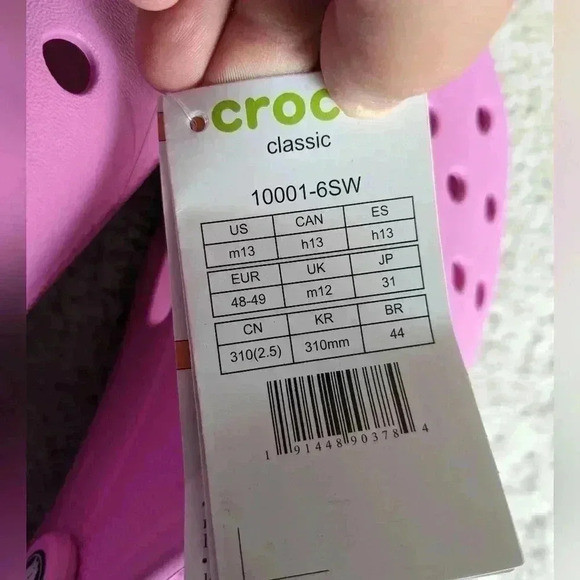 croc
classic
10001-6SW
US CAN ES
m13 h13 h13
EUR UK JP
48-49 m12 31
CN KR BR
310(2.5) 310mm 44
1 91448 90378 4